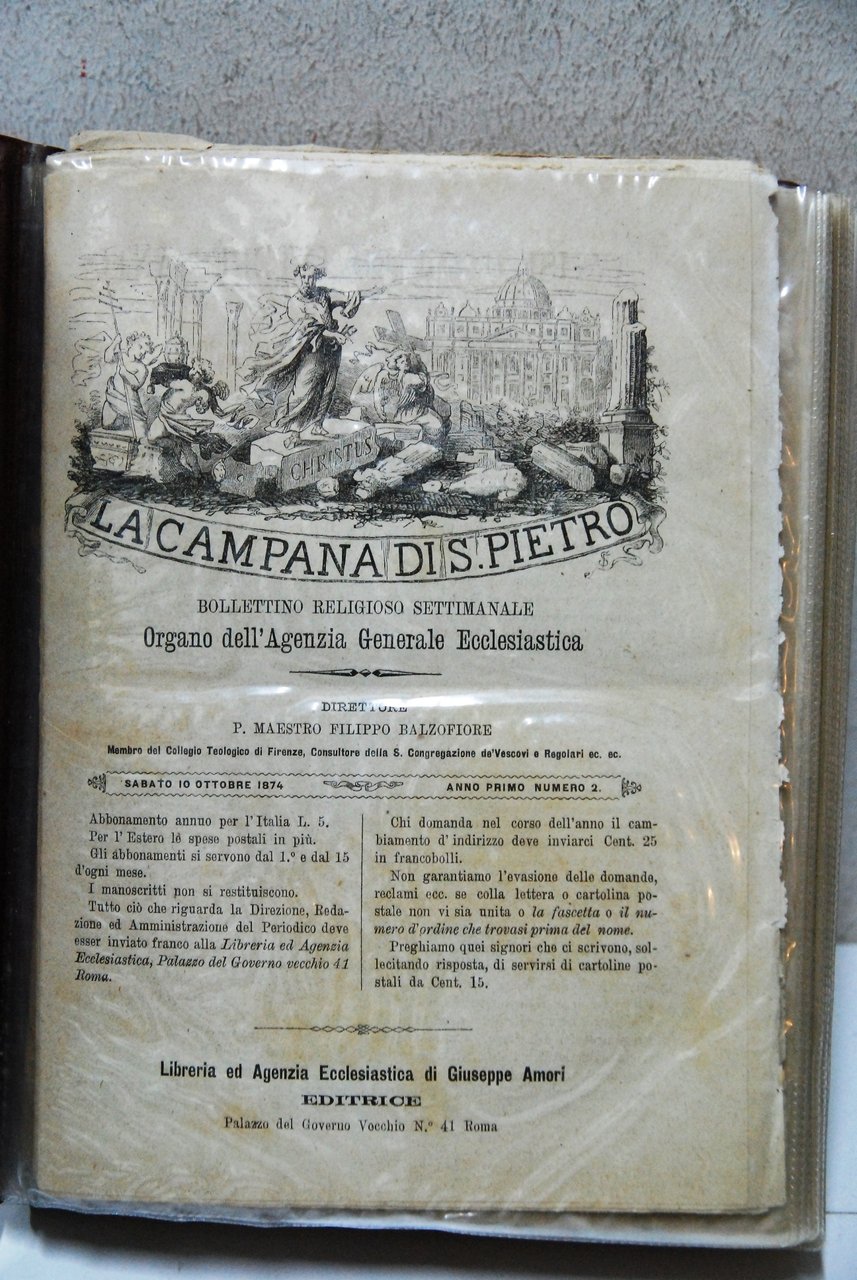 CHRISTUS
LA CAMPANA DI S. PIETRO
BOLLETTINO RELIGIOSO SETTIMANALE
Organo dell'Agenzia Generale Ecclesiastica
DIRETTORE
P. MAESTRO FILIPPO BALZOFIORE
Membro del Collegio Teologico di Firenze, Consultore della S. Congregazione de'Vescovi e Regolari ec. ec.
SABATO 10 OTTOBRE 1874
ANNO PRIMO NUMERO 2.
Abbonamento annuo per l'Italia L. 5.
Per l'Estero le spese postali in più.
Gli abbonamenti si servono dal 1.° e dal 15
d'ogni mese.
I manoscritti non si restituiscono.
Tutto ciò che riguarda la Direzione, Reda-
zione ed Amministrazione del Periodico deve
esser inviato franco alla Libreria ed Agenzia
Ecclesiastica, Palazzo del Governo vecchio 41
Roma.
Chi domanda nel corso dell'anno il cam-
biamento d'indirizzo deve inviarci Cent. 25
in francobolli.
Non garantiamo l'evasione delle domande,
reclami ecc. se colla lettera o cartolina po-
stale non vi sia unita o la fascetta o il nu-
mero d'ordine che trovasi prima del nome.
Preghiamo quei signori che ci scrivono, sol-
lecitando risposta, di servirsi di cartoline po-
stali da Cent. 15.
Libreria ed Agenzia Ecclesiastica di Giuseppe Amori
EDITRICE
Palazzo del Governo Vocchio N.° 41 Roma